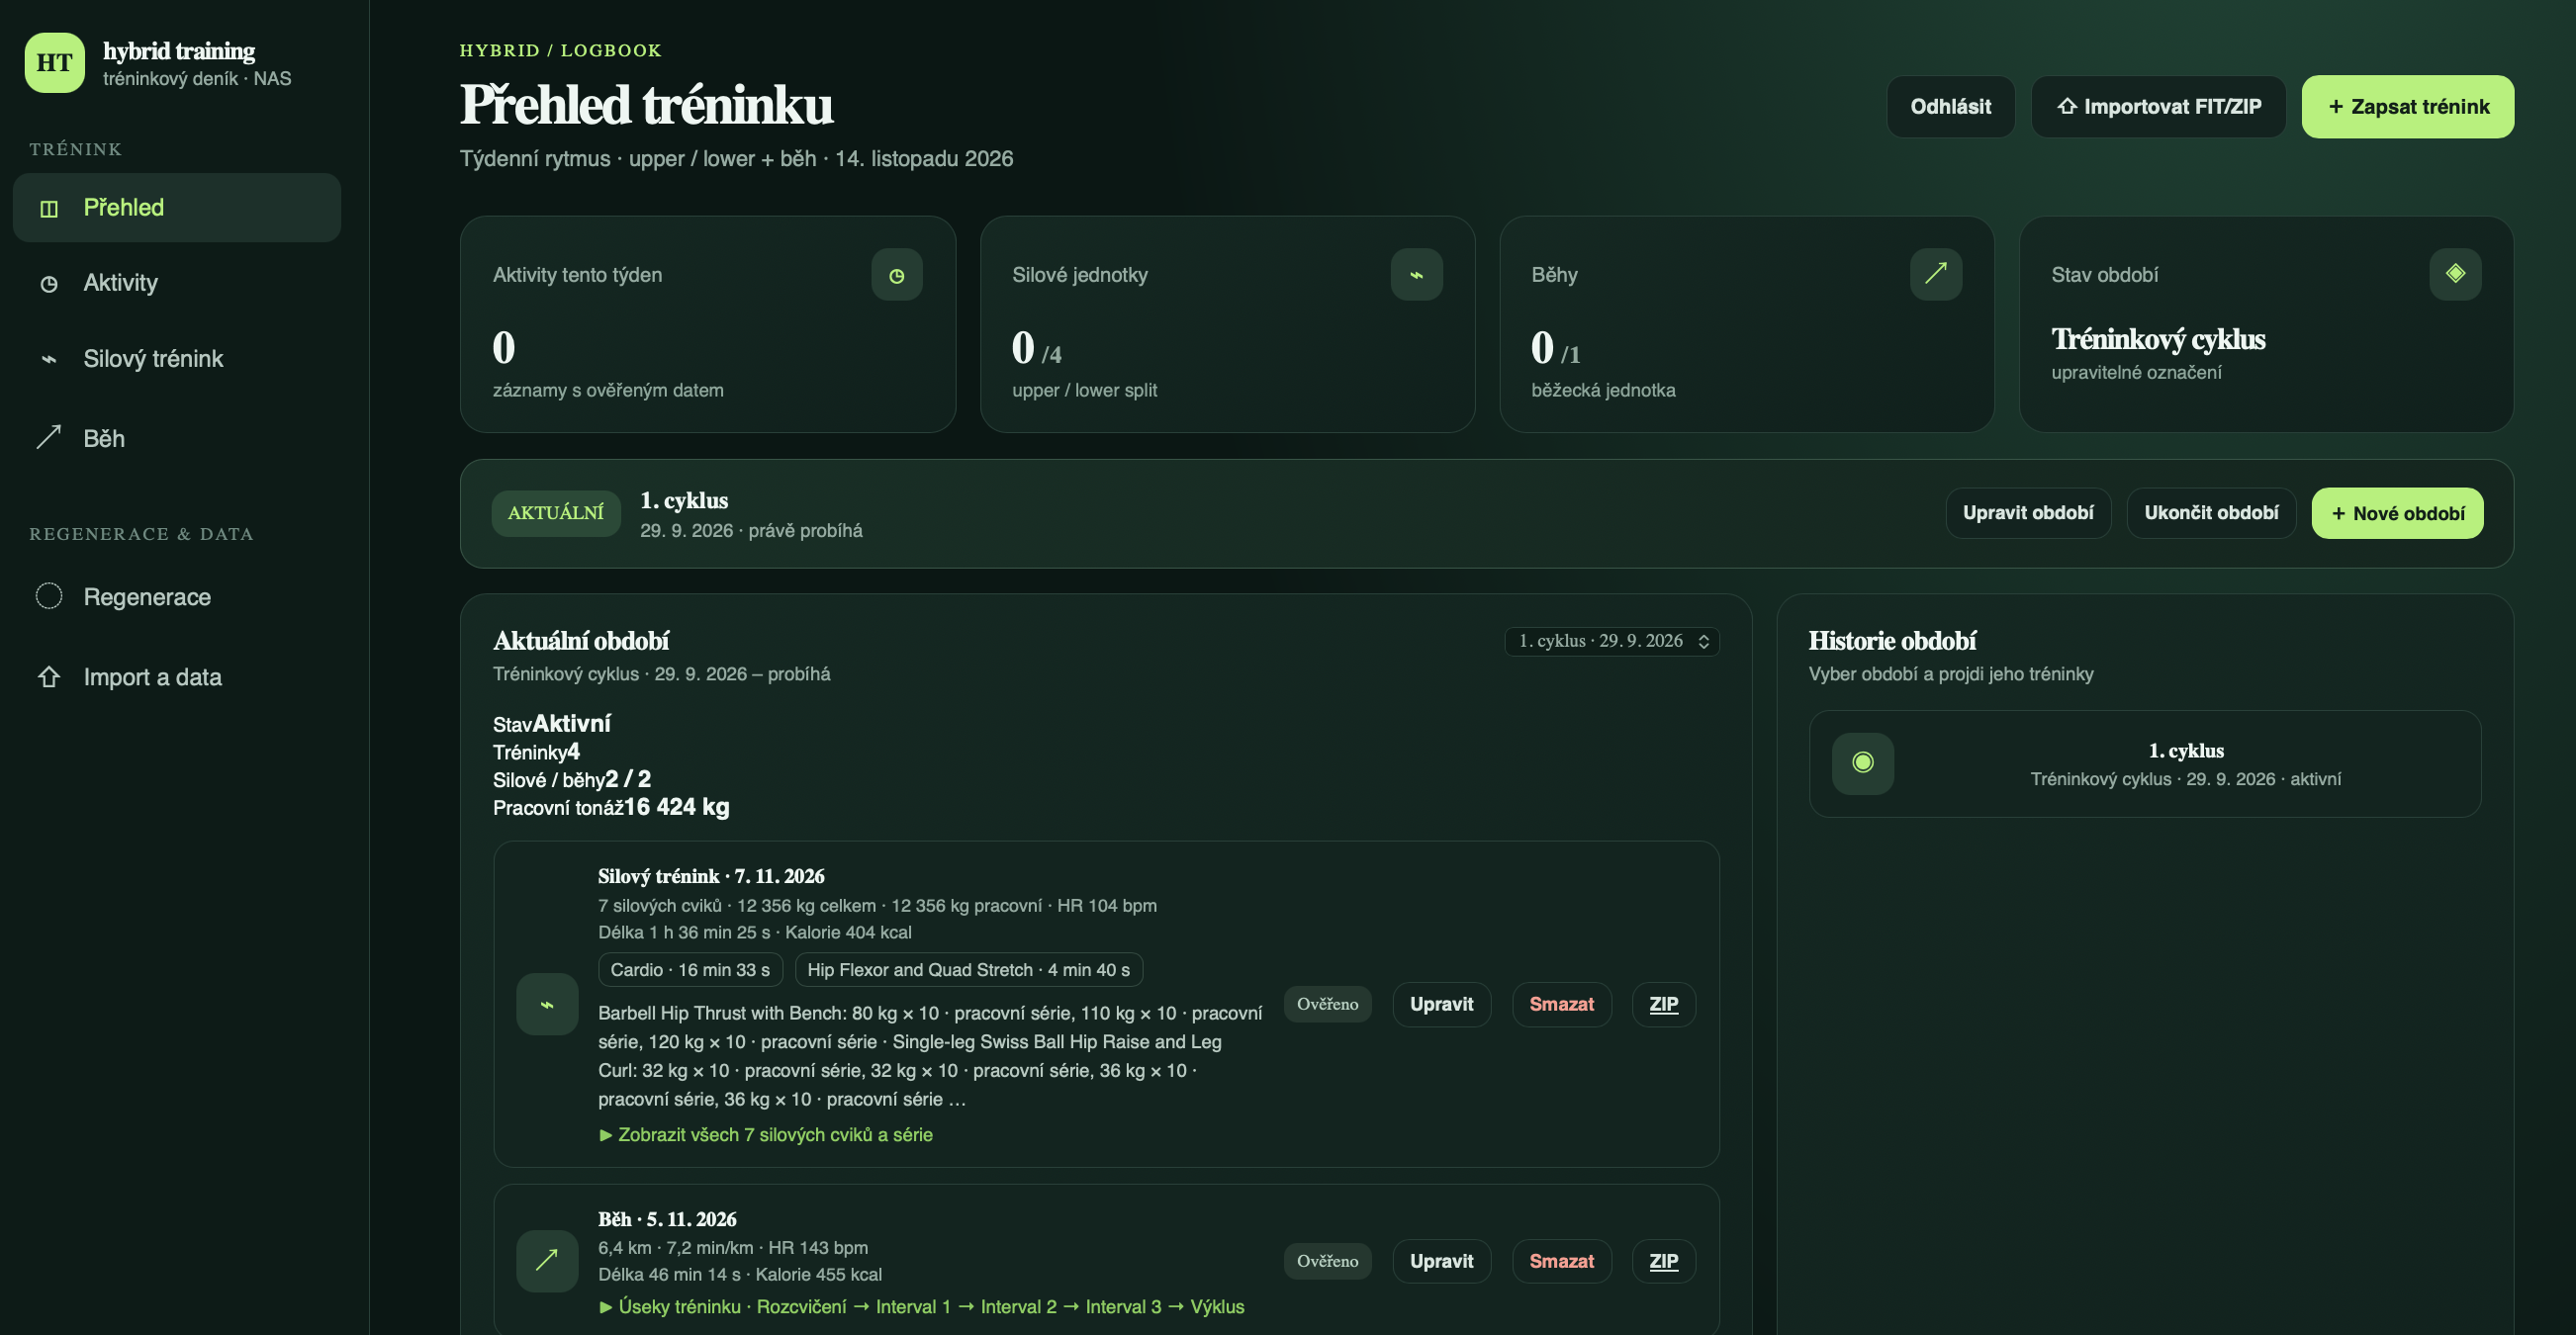 HT
hybrid training
tréninkový deník · NAS
TRÉNINK
Přehled
Aktivity
Silový trénink
Běh
REGENERACE & DATA
Regenerace
Import a data
HYBRID / LOGBOOK
Přehled tréninku
Týdenní rytmus · upper / lower + běh · 14. listopadu 2026
Odhlásit
Importovat FIT/ZIP
+ Zapsat trénink
Aktivity tento týden
0
záznamy s ověřeným datem
Silové jednotky
0 /4
upper / lower split
Běhy
0 /1
běžecká jednotka
Stav období
Tréninkový cyklus
upravitelné označení
AKTUÁLNÍ
1. cyklus
29. 9. 2026 · právě probíhá
Upravit období
Ukončit období
+ Nové období
Aktuální období
1. cyklus · 29. 9. 2026
Tréninkový cyklus · 29. 9. 2026 – probíhá
StavAktivní
Tréninky4
Silové / běhy2 / 2
Pracovní tonáž16 424 kg
Silový trénink · 7. 11. 2026
7 silových cviků · 12 356 kg celkem · 12 356 kg pracovní · HR 104 bpm
Délka 1 h 36 min 25 s · Kalorie 404 kcal
Cardio · 16 min 33 s
Hip Flexor and Quad Stretch · 4 min 40 s
Barbell Hip Thrust with Bench: 80 kg × 10 · pracovní série, 110 kg × 10 · pracovní
série, 120 kg × 10 · pracovní série · Single-leg Swiss Ball Hip Raise and Leg
Curl: 32 kg × 10 · pracovní série, 32 kg × 10 · pracovní série, 36 kg × 10 ·
pracovní série, 36 kg × 10 · pracovní série …
▶ Zobrazit všech 7 silových cviků a série
Ověřeno
Upravit
Smazat
ZIP
Běh · 5. 11. 2026
6,4 km · 7,2 min/km · HR 143 bpm
Délka 46 min 14 s · Kalorie 455 kcal
▶ Úseky tréninku · Rozcvičení → Interval 1 → Interval 2 → Interval 3 → Výklus
Ověřeno
Upravit
Smazat
ZIP
Historie období
Vyber období a projdi jeho tréninky
1. cyklus
Tréninkový cyklus · 29. 9. 2026 · aktivní